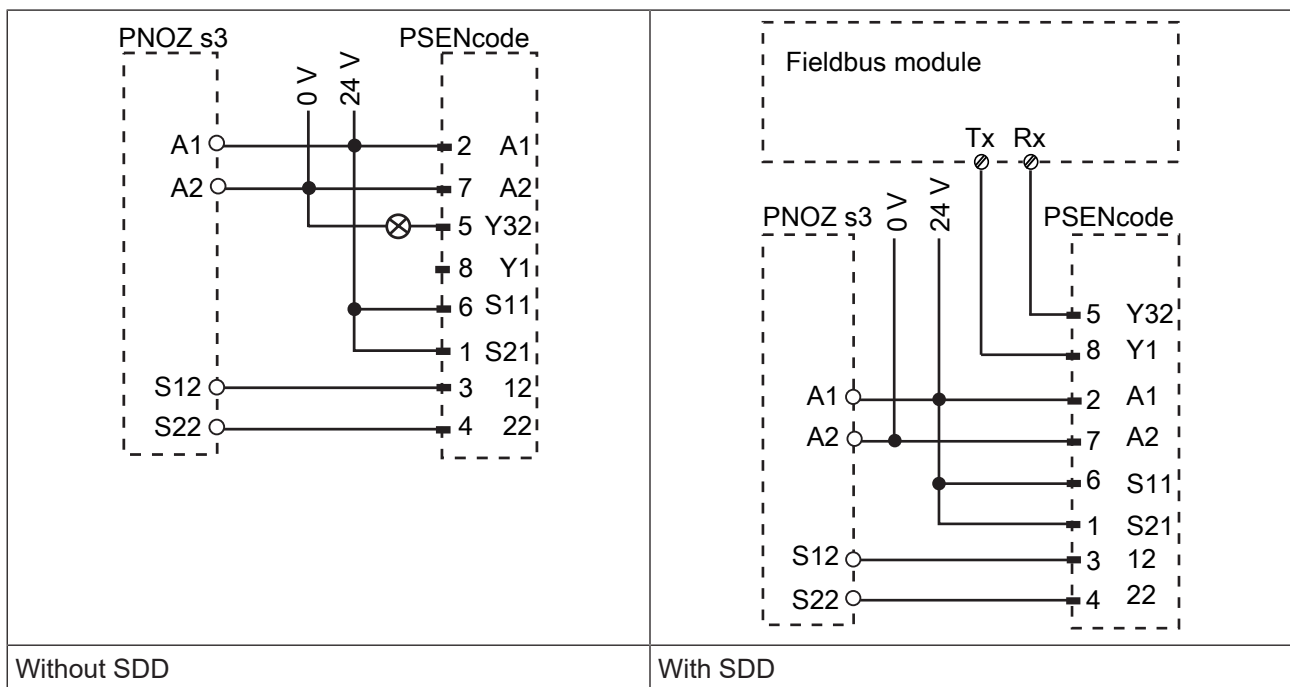 PNOZ s3
PSENcode
0 V
24 V
A1
2 A1
A2
7 A2
5 Y32
8 Y1
6 S11
1 S21
S12
3 12
S22
4 22
Without SDD
Fieldbus module
Tx Rx
PNOZ s3
0 V
24 V
PSENcode
5 Y32
8 Y1
A1
2 A1
A2
7 A2
6 S11
1 S21
S12
3 12
S22
4 22
With SDD